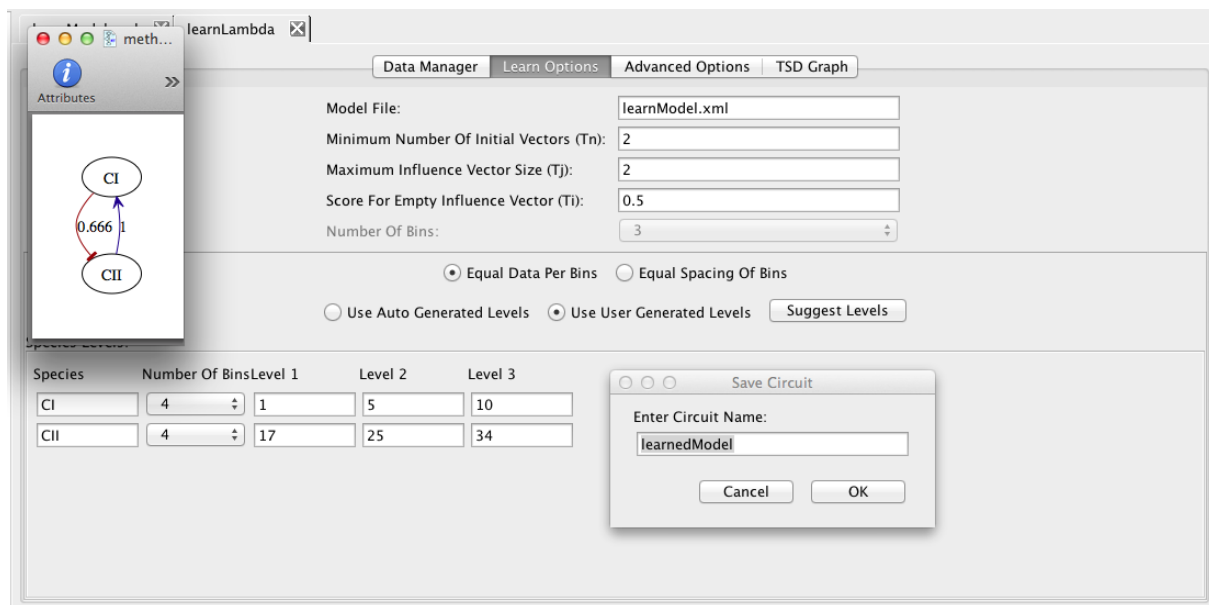 learnLambda
meth...
Data Manager Learn Options Advanced Options TSD Graph
Attributes
Model File: learnModel.xml
Minimum Number Of Initial Vectors (Tn): 2
Maximum Influence Vector Size (Tj): 2
Score For Empty Influence Vector (Ti): 0.5
Number Of Bins: 3
CI
0.666 1
CII
Equal Data Per Bins Equal Spacing Of Bins
Use Auto Generated Levels Use User Generated Levels Suggest Levels
Species Number Of Bins Level 1 Level 2 Level 3
CI 4 1 5 10
CII 4 17 25 34
Save Circuit
Enter Circuit Name:
learnedModel
Cancel OK